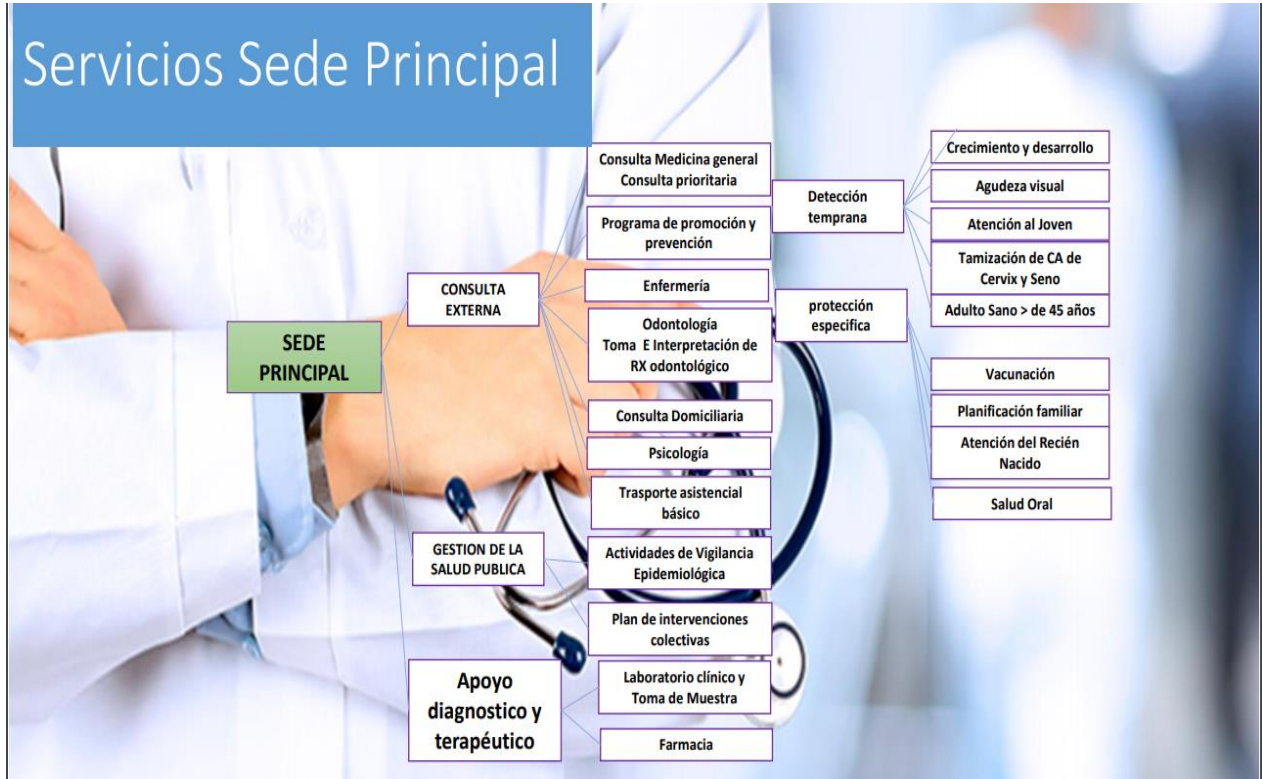 Servicios Sede Principal
SEDE
PRINCIPAL
CONSULTA
EXTERNA
Consulta Medicina general
Consulta prioritaria
Programa de promoción y
prevención
Enfermería
Odontología
Toma E Interpretación de
RX odontológico
Consulta Domiciliaria
Psicología
Trasporte asistencial
básico
Detección
temprana
Crecimiento y desarrollo
Agudeza visual
Atención al Joven
Tamización de CA de
Cervix y Seno
Adulto Sano > de 45 años
protección
especifica
Vacunación
Planificación familiar
Atención del Recién
Nacido
Salud Oral
GESTION DE LA
SALUD PUBLICA
Actividades de Vigilancia
Epidemiológica
Plan de intervenciones
colectivas
Apoyo
diagnostico y
terapéutico
Laboratorio clínico y
Toma de Muestra
Farmacia